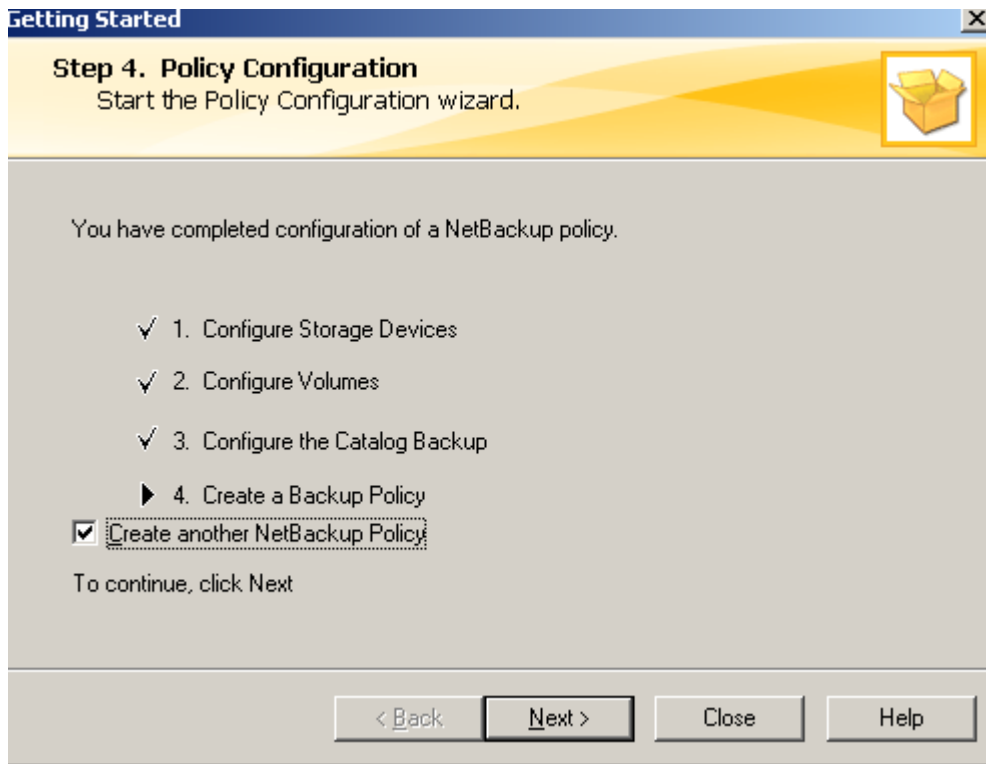 Getting Started
Step 4. Policy Configuration
Start the Policy Configuration wizard.
You have completed configuration of a NetBackup policy.
1. Configure Storage Devices
2. Configure Volumes
3. Configure the Catalog Backup
4. Create a Backup Policy
Create another NetBackup Policy
To continue, click Next
< Back Next > Close Help